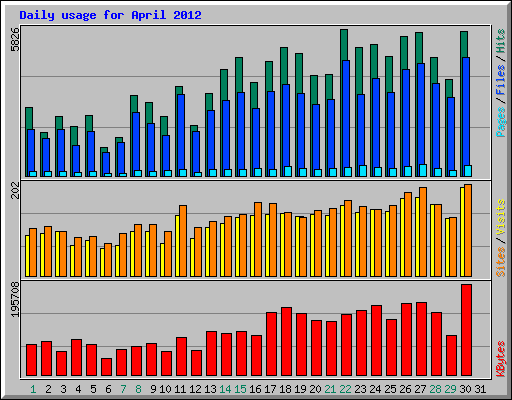 Daily usage for April 2012
5826
202
195708
Pages / Files / Hits
Sites / Visits
KBytes
1 2 3 4 5 6 7 8 9 10 11 12 13 14 15 16 17 18 19 20 21 22 23 24 25 26 27 28 29 30 31